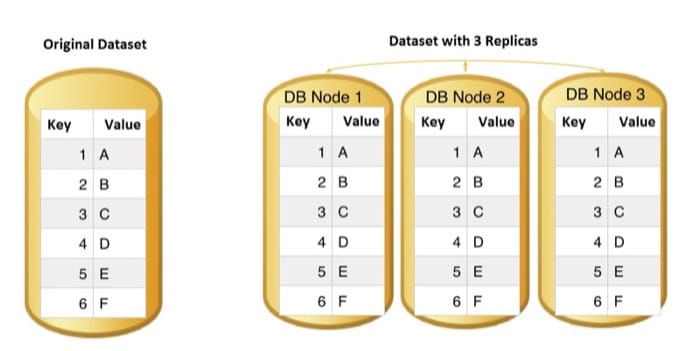 Original Dataset
Key Value
1 A
2 B
3 C
4 D
5 E
6 F
Dataset with 3 Replicas
DB Node 1
Key Value
1 A
2 B
3 C
4 D
5 E
6 F
DB Node 2
Key Value
1 A
2 B
3 C
4 D
5 E
6 F
DB Node 3
Key Value
1 A
2 B
3 C
4 D
5 E
6 F